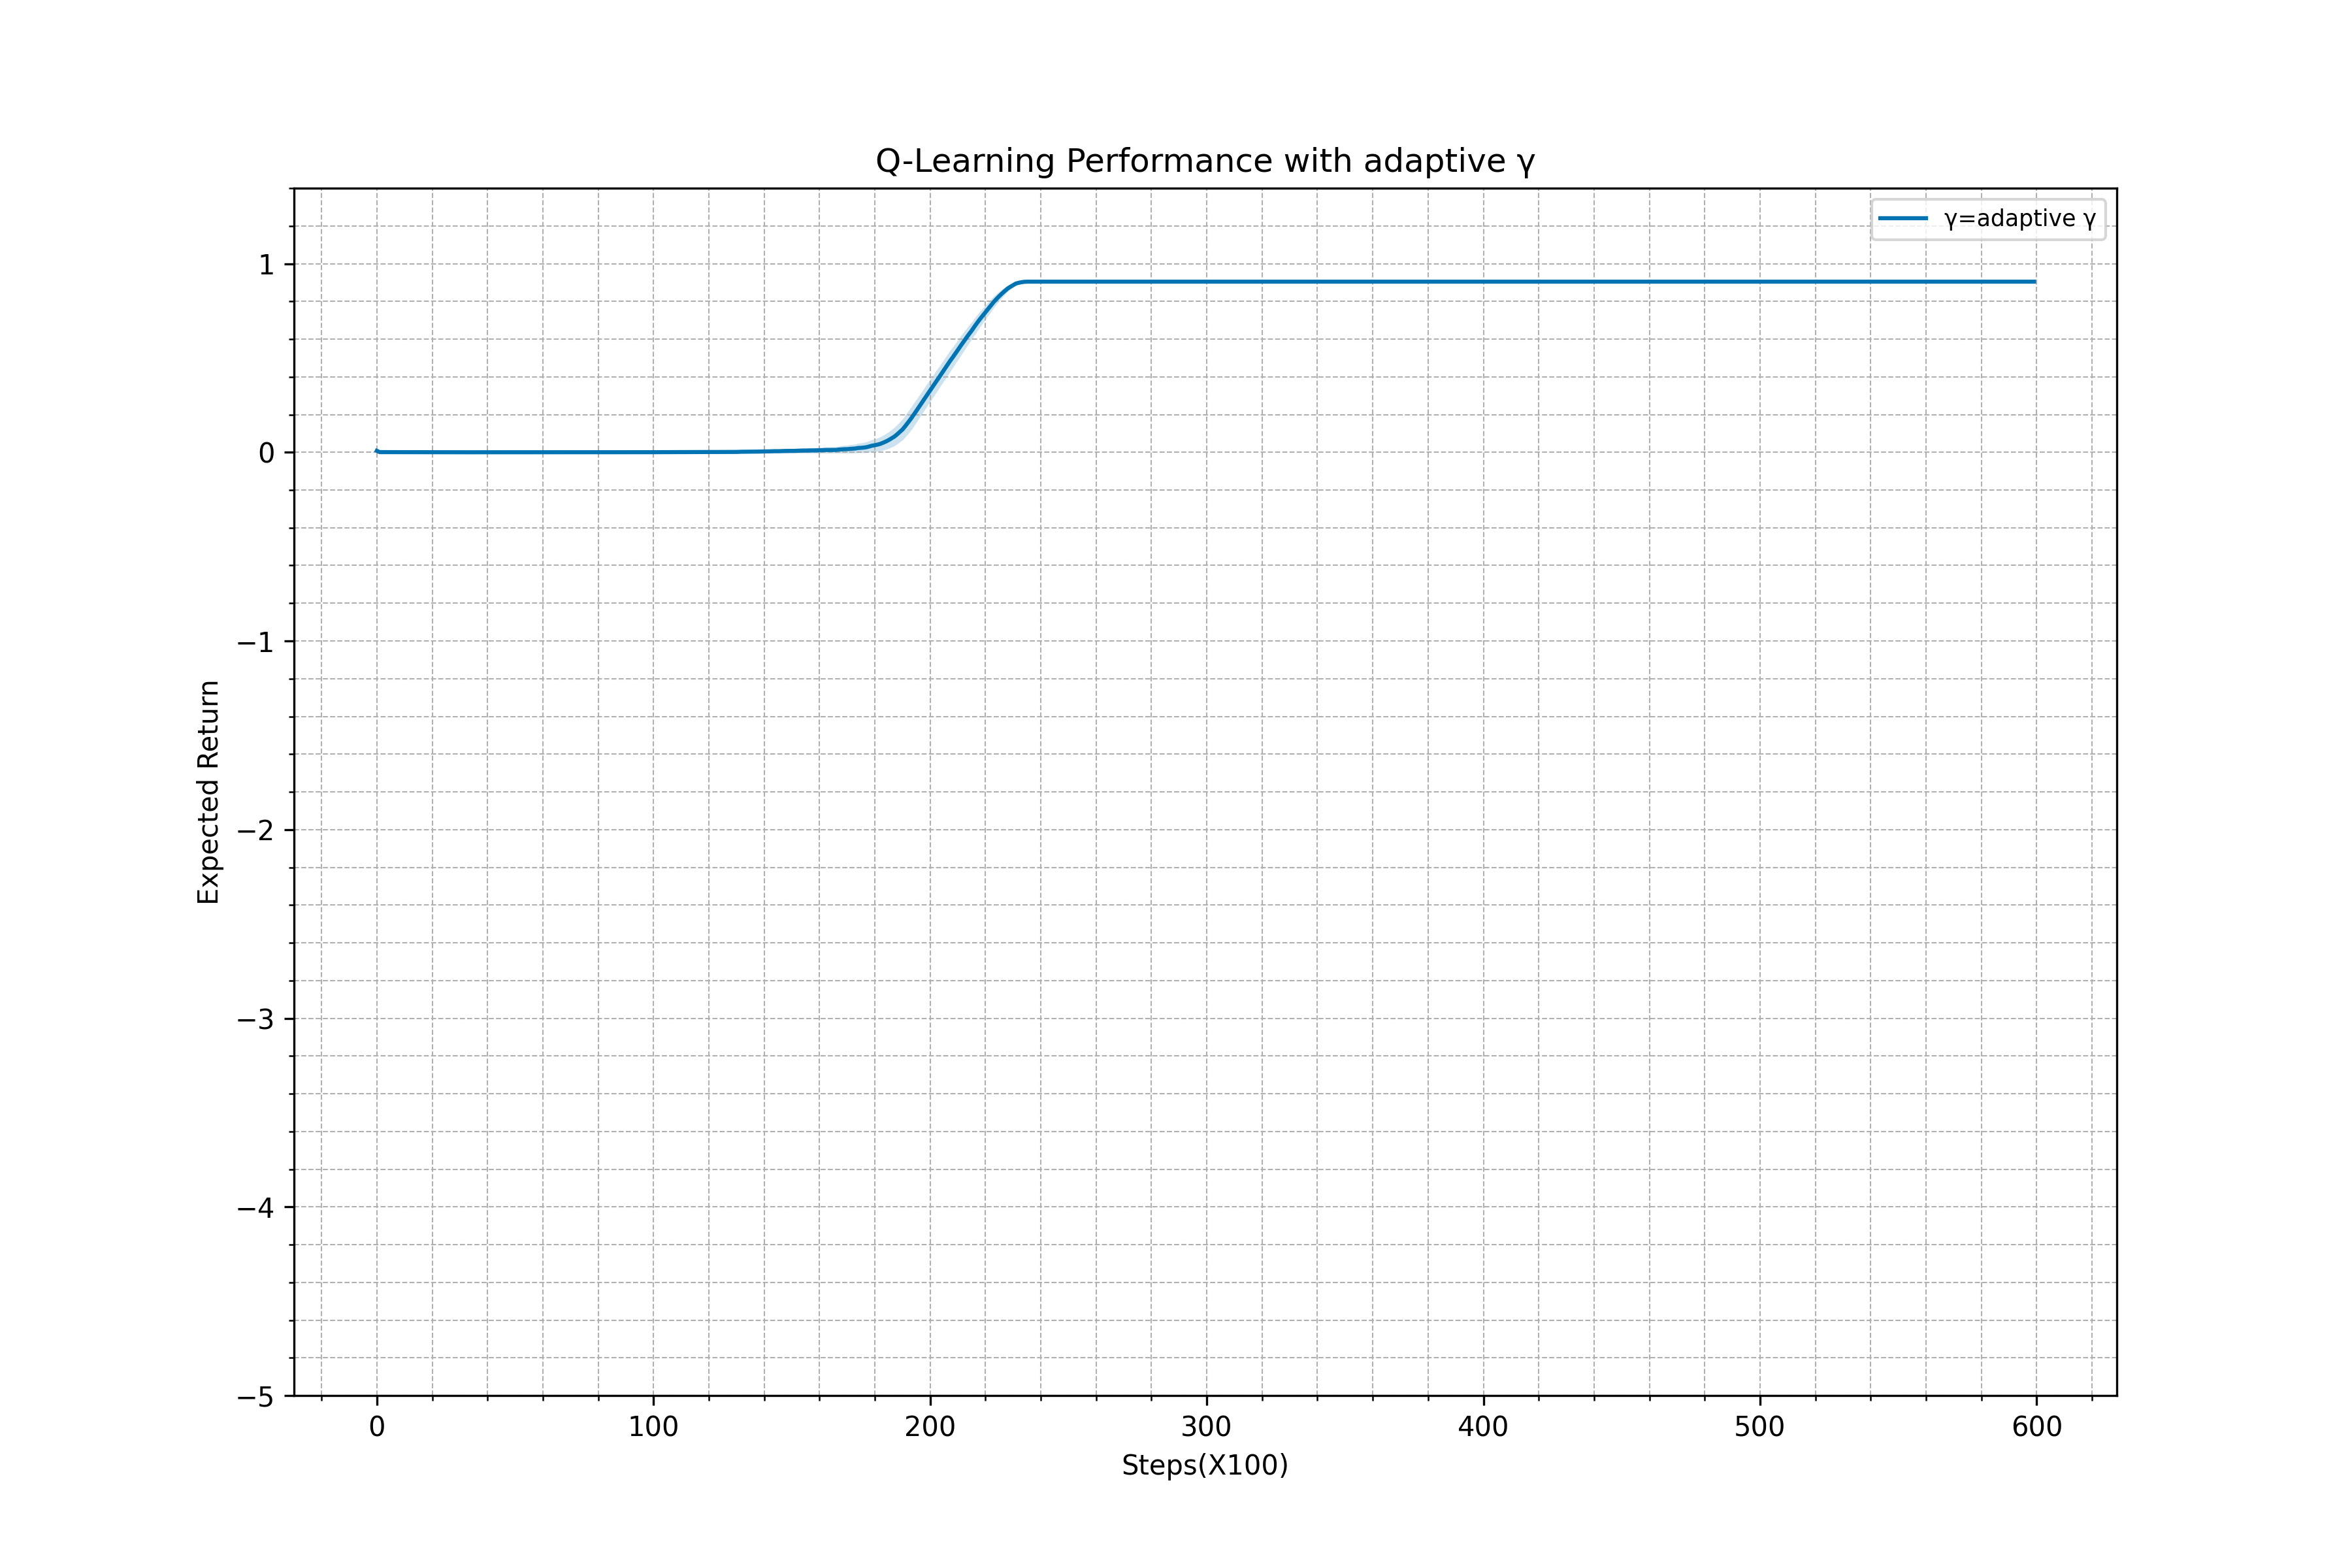 Q-Learning Performance with adaptive γ
γ=adaptive γ
1
0
−1
−2
−3
−4
−5
Expected Return
0 100 200 300 400 500 600
Steps(X100)